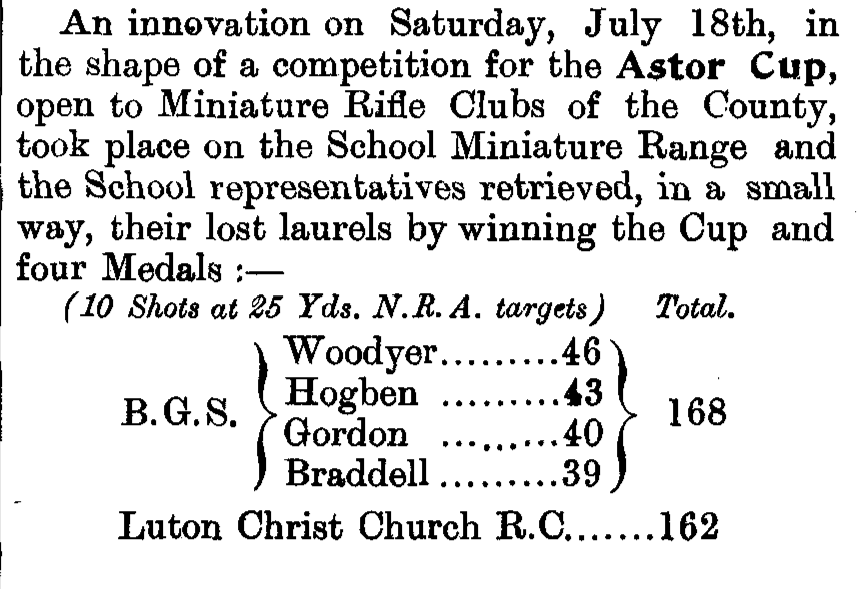 An innovation on Saturday, July 18th, in
the shape of a competition for the Astor Cup,
open to Miniature Rifle Clubs of the County,
took place on the School Miniature Range and
the School representatives retrieved, in a small
way, their lost laurels by winning the Cup and
four Medals :—
(10 Shots at 25 Yds. N.R.A. targets) Total.
Woodyer.........46
Hogben .........43
B.G.S. 168
Gordon .........40
Braddell.........39
Luton Christ Church R.C.......162